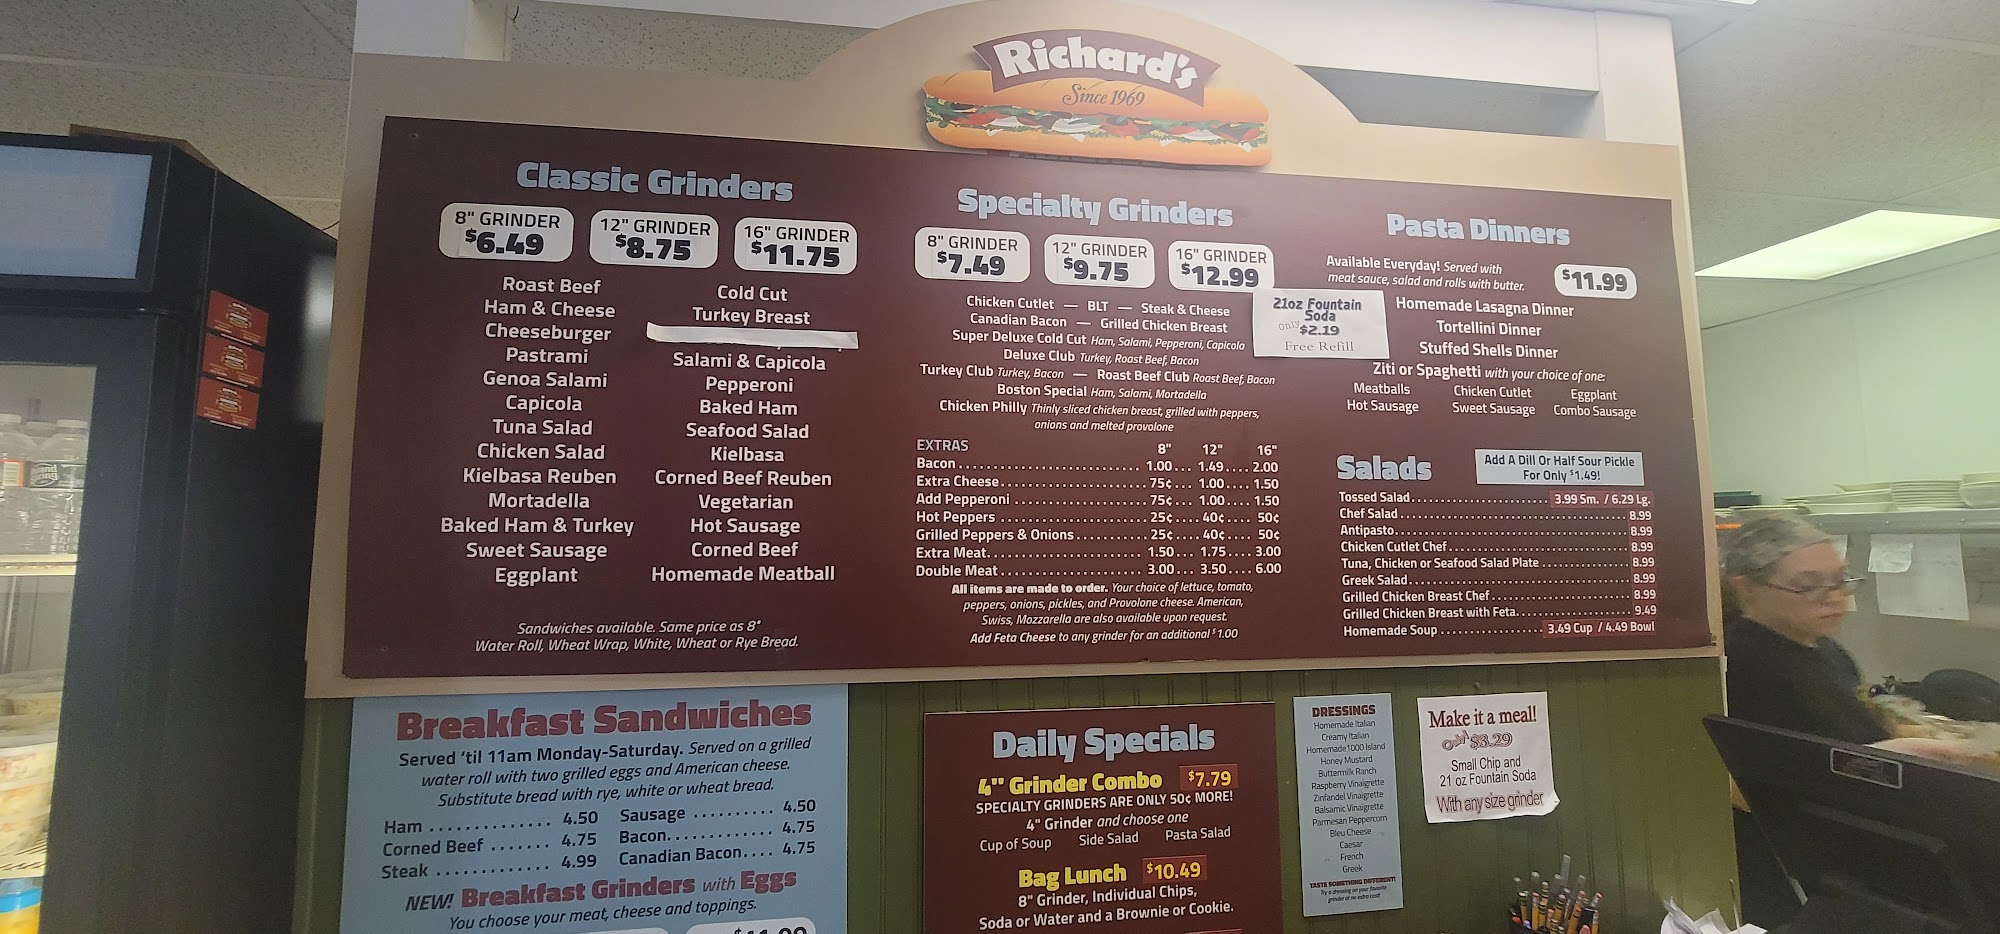 Richard's
Since 1969
Classic Grinders
8" GRINDER
$6.49
12" GRINDER
$8.75
16" GRINDER
$11.75
Roast Beef
Ham & Cheese
Cheeseburger
Pastrami
Genoa Salami
Capicola
Tuna Salad
Chicken Salad
Kielbasa Reuben
Mortadella
Baked Ham & Turkey
Sweet Sausage
Eggplant
Cold Cut
Turkey Breast
Salami & Capicola
Pepperoni
Baked Ham
Seafood Salad
Kielbasa
Corned Beef Reuben
Vegetarian
Hot Sausage
Corned Beef
Homemade Meatball
Sandwiches available. Same price as 8"
Water Roll, Wheat Wrap, White, Wheat or Rye Bread.
Specialty Grinders
8" GRINDER
$7.49
12" GRINDER
$9.75
16" GRINDER
$12.99
Chicken Cutlet — BLT — Steak & Cheese
Canadian Bacon — Grilled Chicken Breast
Super Deluxe Cold Cut Ham, Salami, Pepperoni, Capicola
Deluxe Club Turkey, Roast Beef, Bacon
Turkey Club Turkey, Bacon — Roast Beef Club Roast Beef, Bacon
Boston Special Ham, Salami, Mortadella
Chicken Philly Thinly sliced chicken breast, grilled with peppers,
onions and melted provolone
EXTRAS 8" 12" 16"
Bacon 1.00 1.49 2.00
Extra Cheese 75¢ 1.00 1.50
Add Pepperoni 75¢ 1.00 1.50
Hot Peppers 25¢ 40¢ 50¢
Grilled Peppers & Onions 25¢ 40¢ 50¢
Extra Meat 1.50 1.75 3.00
Double Meat 3.00 3.50 6.00
All items are made to order. Your choice of lettuce, tomato,
peppers, onions, pickles, and Provolone cheese. American,
Swiss, Mozzarella are also available upon request.
Add Feta Cheese to any grinder for an additional $1.00
21oz Fountain
Soda
only $2.19
Free Refill
Pasta Dinners
Available Everyday! Served with
meat sauce, salad and rolls with butter.
$11.99
Homemade Lasagna Dinner
Tortellini Dinner
Stuffed Shells Dinner
Ziti or Spaghetti with your choice of one:
Meatballs Chicken Cutlet Eggplant
Hot Sausage Sweet Sausage Combo Sausage
Salads
Add A Dill Or Half Sour Pickle
For Only $1.49!
Tossed Salad 3.99 Sm. / 6.29 Lg.
Chef Salad 8.99
Antipasto 8.99
Chicken Cutlet Chef 8.99
Tuna, Chicken or Seafood Salad Plate 8.99
Greek Salad 8.99
Grilled Chicken Breast Chef 8.99
Grilled Chicken Breast with Feta 9.49
Homemade Soup 3.49 Cup / 4.49 Bowl
Breakfast Sandwiches
Served 'til 11am Monday-Saturday. Served on a grilled
water roll with two grilled eggs and American cheese.
Substitute bread with rye, white or wheat bread.
Ham 4.50
Corned Beef 4.75
Steak 4.99
Sausage 4.50
Bacon 4.75
Canadian Bacon 4.75
NEW! Breakfast Grinders with Eggs
You choose your meat, cheese and toppings.
Daily Specials
4" Grinder Combo $7.79
SPECIALTY GRINDERS ARE ONLY 50¢ MORE!
4" Grinder and choose one
Cup of Soup Side Salad Pasta Salad
Bag Lunch $10.49
8" Grinder, Individual Chips,
Soda or Water and a Brownie or Cookie.
DRESSINGS
Homemade Italian
Creamy Italian
Homemade 1000 Island
Honey Mustard
Buttermilk Ranch
Raspberry Vinaigrette
Zinfandel Vinaigrette
Balsamic Vinaigrette
Parmesan Peppercorn
Bleu Cheese
Caesar
French
Greek
TASTE SOMETHING DIFFERENT!
Try a dressing on your favorite
grinder at no extra cost!
Make it a meal!
Only $3.29
Small Chip and
21 oz Fountain Soda
With any size grinder